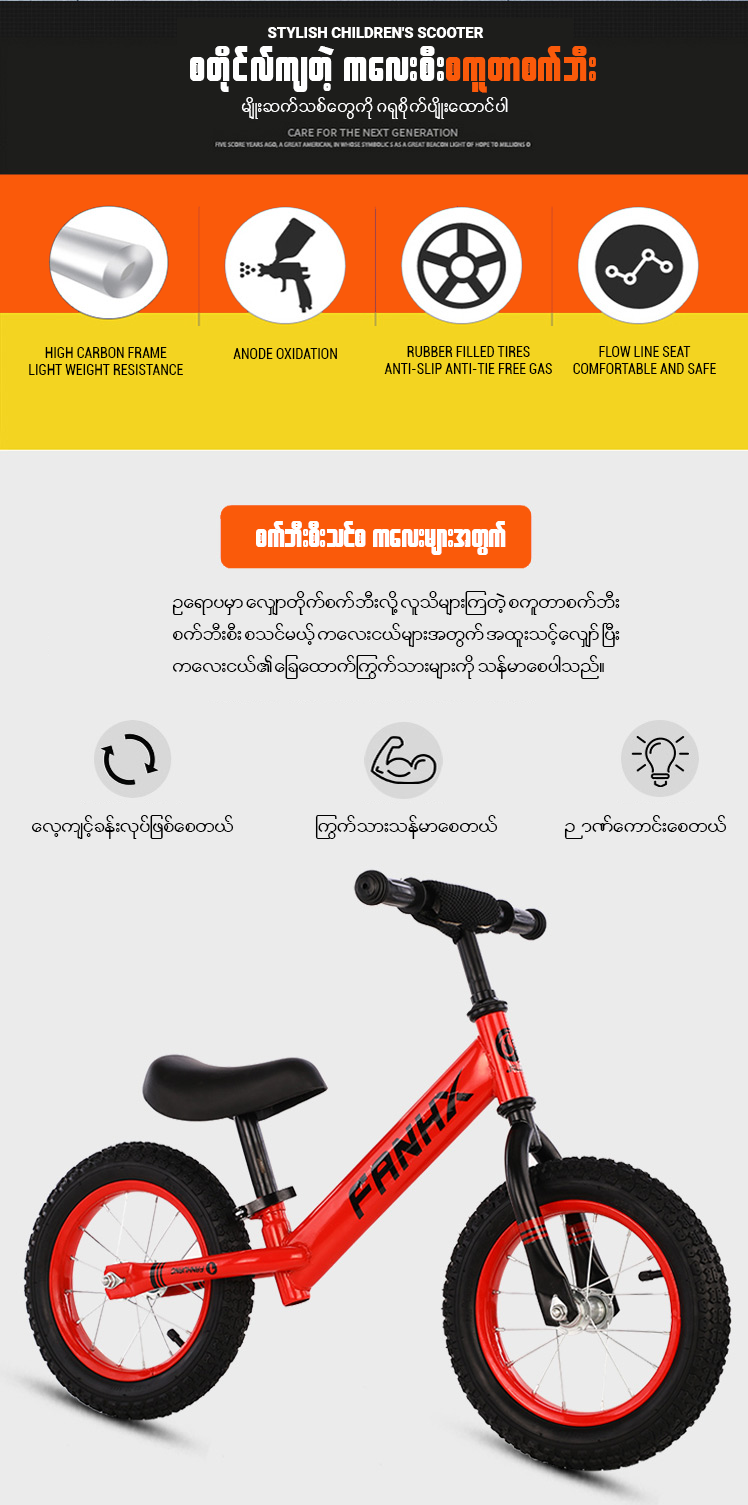 STYLISH CHILDREN'S SCOOTER
စတိုင်လ်ကျတဲ့ ကလေးစီးစကူတာစက်ဘီး
မျိုးဆက်သစ်တွေကို ဂရုစိုက်ပျိုးထောင်ပါ
CARE FOR THE NEXT GENERATION
FIVE SCORE YEARS AGO, A GREAT AMERICAN, IN WHOSE SYMBOLIC S AS A GREAT BEACON LIGHT OF HOPE TO MILLIONS O
HIGH CARBON FRAME
LIGHT WEIGHT RESISTANCE
ANODE OXIDATION
RUBBER FILLED TIRES
ANTI-SLIP ANTI-TIE FREE GAS
FLOW LINE SEAT
COMFORTABLE AND SAFE
စက်ဘီးစီးသင်စ ကလေးများအတွက်
ဥရောပမှာ လျှောတိုက်စက်ဘီးလို့ လူသိများကြတဲ့ စကူတာစက်ဘီး
စက်ဘီးစီး စသင်မယ့် ကလေးငယ်များအတွက် အထူးသင့်လျှော်ပြီး
ကလေးငယ်၏ ခြေထောက်ကြွက်သားများကို သန်မာစေပါသည်။
လေ့ကျင့်ခန်းလုပ်ဖြစ်စေတယ်
ကြွက်သားသန်မာစေတယ်
ဉာဏ်ကောင်းစေတယ်
FANHX